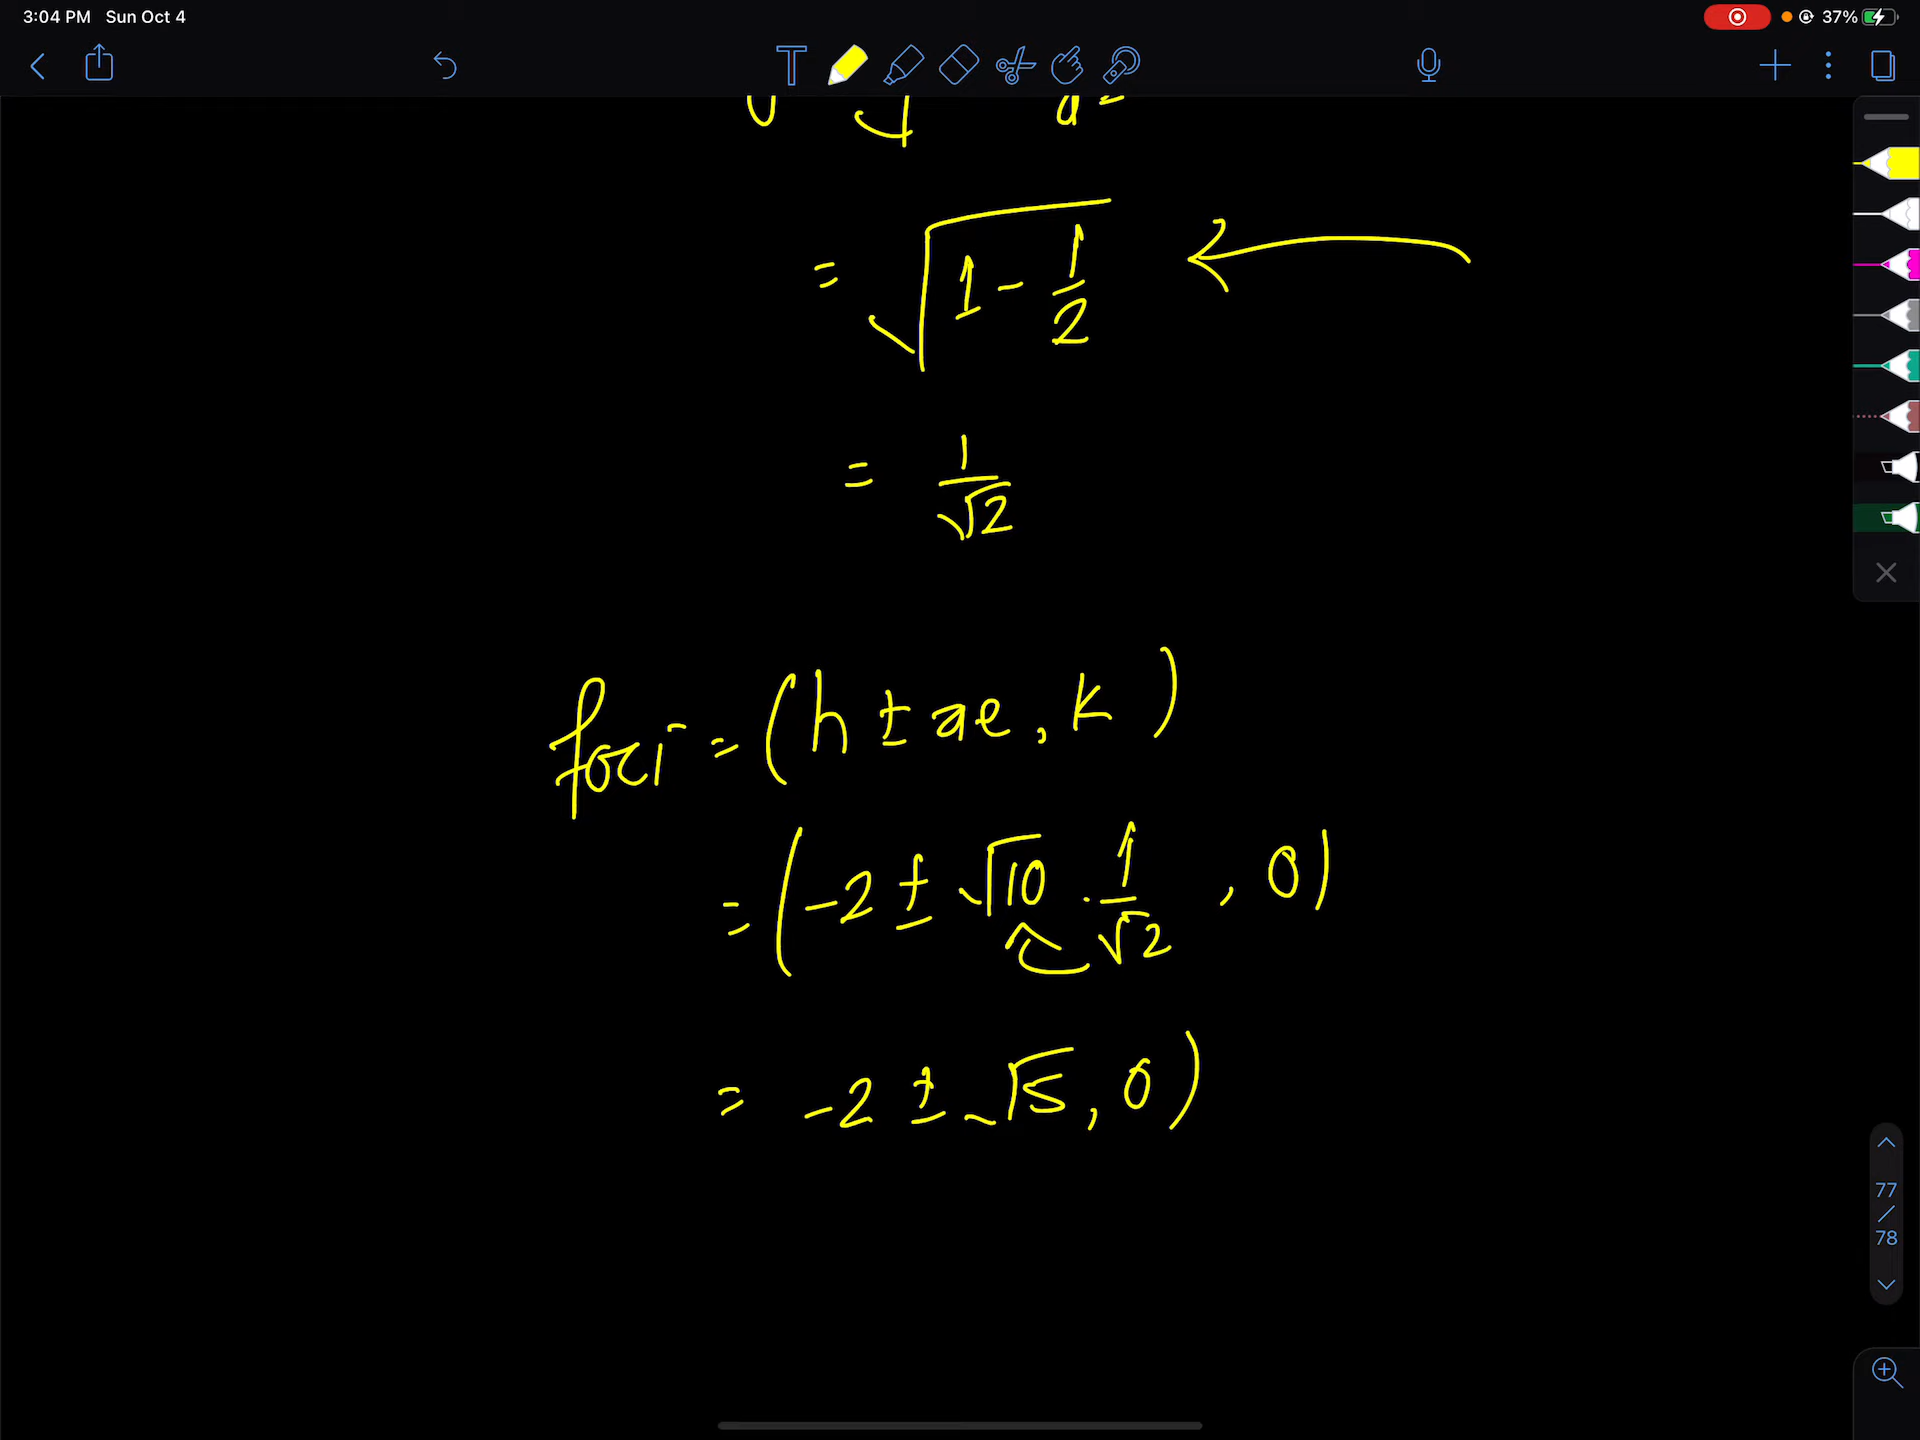 3:04 PM Sun Oct 4 37%
T
= √(1 - 1/2)
= 1/√2
foci = (h ± ae, k)
= (-2 ± √10 . 1/√2, 0)
= -2 ± √5, 0)
77
/
78